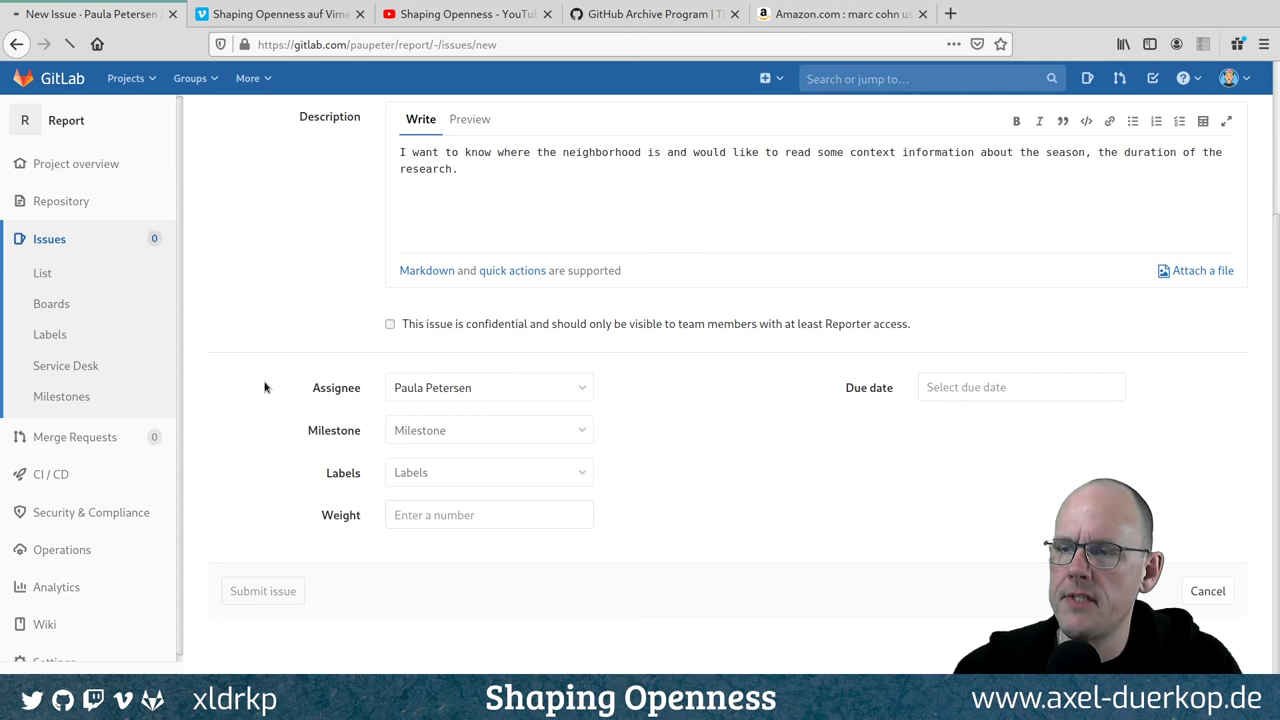 New Issue · Paula Petersen / Shaping Openness auf Vime Shaping Openness - YouTub GitHub Archive Program | T Amazon.com : marc cohn us
https://gitlab.com/paupeter/report/-/issues/new
GitLab Projects Groups More Search or jump to...
R Report
Project overview
Repository
Issues 0
List
Boards
Labels
Service Desk
Milestones
Merge Requests 0
CI / CD
Security & Compliance
Operations
Analytics
Wiki
Settings
Description
Write Preview
I want to know where the neighborhood is and would like to read some context information about the season, the duration of the
research.
Markdown and quick actions are supported Attach a file
This issue is confidential and should only be visible to team members with at least Reporter access.
Assignee Paula Petersen Due date Select due date
Milestone Milestone
Labels Labels
Weight Enter a number
Submit issue Cancel
xldrkp Shaping Openness www.axel-duerkop.de